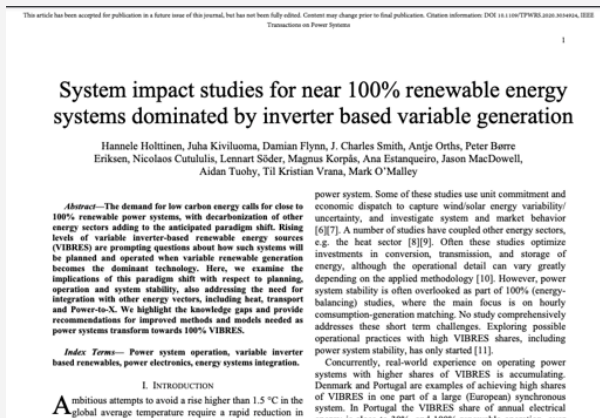 This article has been accepted for publication in a future issue of this journal, but has not been fully edited. Content may change prior to final publication. Citation information: DOI 10.1109/TPWRS.2020.3034924, IEEE
Transactions on Power Systems
1
System impact studies for near 100% renewable energy
systems dominated by inverter based variable generation
Hannele Holttinen, Juha Kiviluoma, Damian Flynn, J. Charles Smith, Antje Orths, Peter Børre
Eriksen, Nicolaos Cutululis, Lennart Söder, Magnus Korpås, Ana Estanqueiro, Jason MacDowell,
Aidan Tuohy, Til Kristian Vrana, Mark O'Malley
Abstract—The demand for low carbon energy calls for close to
100% renewable power systems, with decarbonization of other
energy sectors adding to the anticipated paradigm shift. Rising
levels of variable inverter-based renewable energy sources
(VIBRES) are prompting questions about how such systems will
be planned and operated when variable renewable generation
becomes the dominant technology. Here, we examine the
implications of this paradigm shift with respect to planning,
operation and system stability, also addressing the need for
integration with other energy vectors, including heat, transport
and Power-to-X. We highlight the knowledge gaps and provide
recommendations for improved methods and models needed as
power systems transform towards 100% VIBRES.
Index Terms— Power system operation, variable inverter
based renewables, power electronics, energy systems integration.
I. INTRODUCTION
Ambitious attempts to avoid a rise higher than 1.5 °C in the
global average temperature require a rapid reduction in
power system. Some of these studies use unit commitment and
economic dispatch to capture wind/solar energy variability/
uncertainty, and investigate system and market behavior
[6][7]. A number of studies have coupled other energy sectors,
e.g. the heat sector [8][9]. Often these studies optimize
investments in conversion, transmission, and storage of
energy, although the operational detail can vary greatly
depending on the applied methodology [10]. However, power
system stability is often overlooked as part of 100% (energy-
balancing) studies, where the main focus is on hourly
comsumption-generation matching. No study comprehensively
addresses these short term challenges. Exploring possible
operational practices with high VIBRES shares, including
power system stability, has only started [11].
Concurrently, real-world experience on operating power
systems with higher shares of VIBRES is accumulating.
Denmark and Portugal are examples of achieving high shares
of VIBRES in one part of a large (European) synchronous
system. In Portugal the VIBRES share of annual electrical